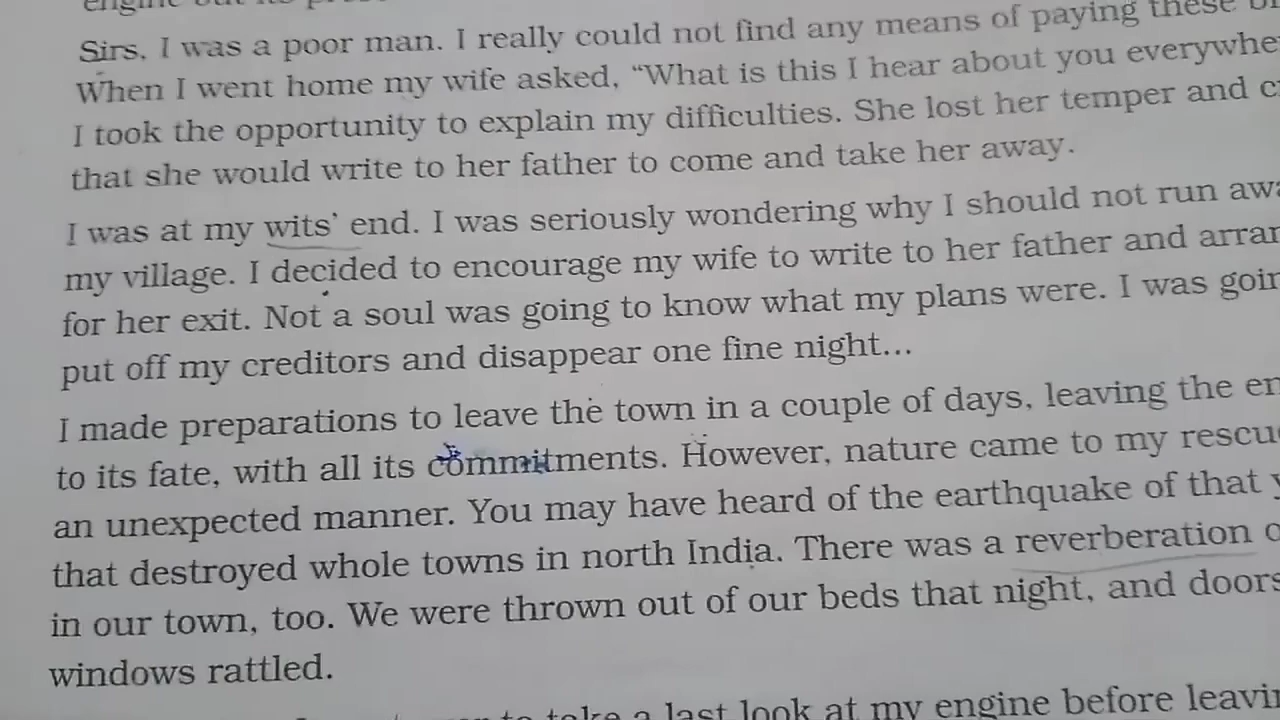 Sirs, I was a poor man. I really could not find any means of paying these
When I went home my wife asked, “What is this I hear about you
I took the opportunity to explain my difficulties. She lost her temper and
that she would write to her father to come and take her away.
I was at my wits’ end. I was seriously wondering why I should not run
my village. I decided to encourage my wife to write to her father and
for her exit. Not a soul was going to know what my plans were. I was
put off my creditors and disappear one fine night...
I made preparations to leave the town in a couple of days, leaving the
to its fate, with all its commitments. However, nature came to my
an unexpected manner. You may have heard of the earthquake of that
that destroyed whole towns in north India. There was a reverberation
in our town, too. We were thrown out of our beds that night, and doors
windows rattled.
to take a last look at my engine before